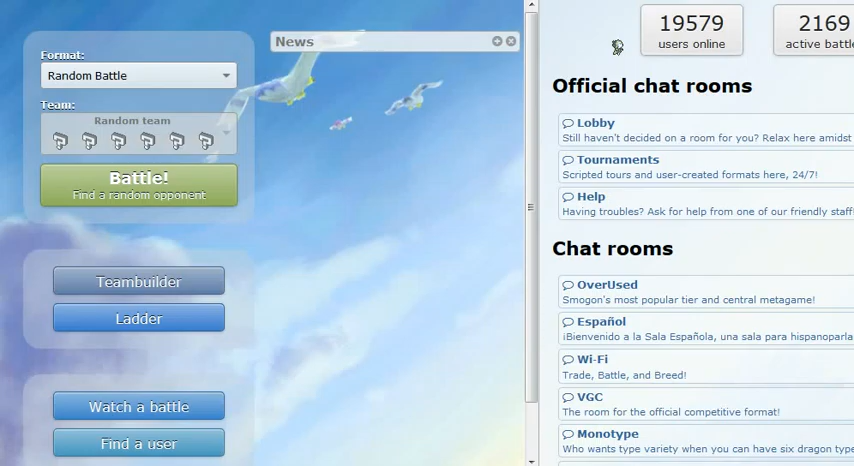 Format:
Random Battle
Team:
Random team
Battle!
Find a random opponent
Teambuilder
Ladder
Watch a battle
Find a user
News
19579
users online
2169
active battle
Official chat rooms
Lobby
Still haven't decided on a room for you? Relax here amidst
Tournaments
Scripted tours and user-created formats here, 24/7!
Help
Having troubles? Ask for help from one of our friendly staff
Chat rooms
OverUsed
Smogon's most popular tier and central metagame!
Español
¡Bienvenido a la Sala Española, una sala para hispanoparla
Wi-Fi
Trade, Battle, and Breed!
VGC
The room for the official competitive format!
Monotype
Who wants type variety when you can have six dragon type